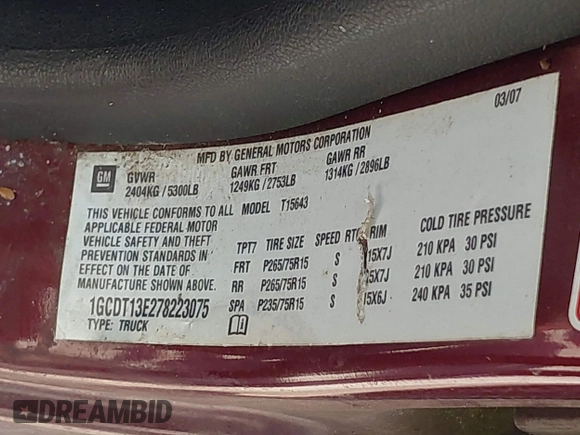 03/07
MFD BY GENERAL MOTORS CORPORATION
GM
GVWR GAWR FRT GAWR RR
2404KG / 5300LB 1249KG / 2753LB 1314KG / 2896LB
THIS VEHICLE CONFORMS TO ALL MODEL T15643
APPLICABLE FEDERAL MOTOR
VEHICLE SAFETY AND THEFT
PREVENTION STANDARDS IN
EFFECT ON THE DATE OF
MANUFACTURE SHOWN ABOVE.
1GCDT13E278223075
TYPE: TRUCK
TPT7 TIRE SIZE SPEED RTG RIM COLD TIRE PRESSURE
FRT P265/75R15 S 15X7J 210 KPA 30 PSI
RR P265/75R15 S 15X7J 210 KPA 30 PSI
SPA P235/75R15 S 15X6J 240 KPA 35 PSI
DREAMBID